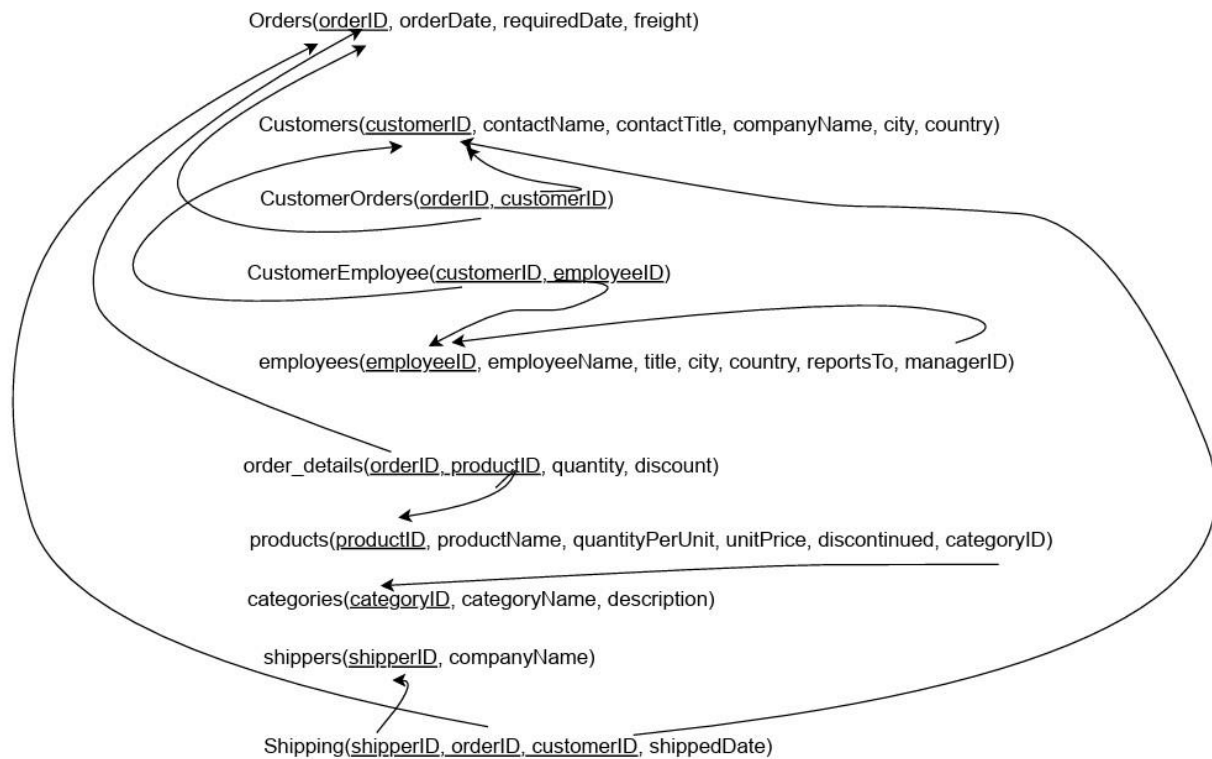 Orders(orderID, orderDate, requiredDate, freight)
Customers(customerID, contactName, contactTitle, companyName, city, country)
CustomerOrders(orderID, customerID)
CustomerEmployee(customerID, employeeID)
employees(employeeID, employeeName, title, city, country, reportsTo, managerID)
order_details(orderID, productID, quantity, discount)
products(productID, productName, quantityPerUnit, unitPrice, discontinued, categoryID)
categories(categoryID, categoryName, description)
shippers(shipperID, companyName)
Shipping(shipperID, orderID, customerID, shippedDate)